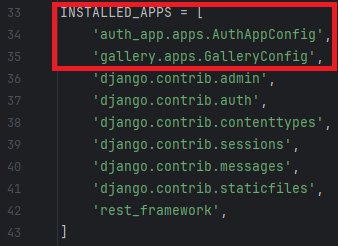 33 INSTALLED_APPS = [
34 'auth_app.apps.AuthAppConfig',
35 'gallery.apps.GalleryConfig',
36 'django.contrib.admin',
37 'django.contrib.auth',
38 'django.contrib.contenttypes',
39 'django.contrib.sessions',
40 'django.contrib.messages',
41 'django.contrib.staticfiles',
42 'rest_framework',
43 ]